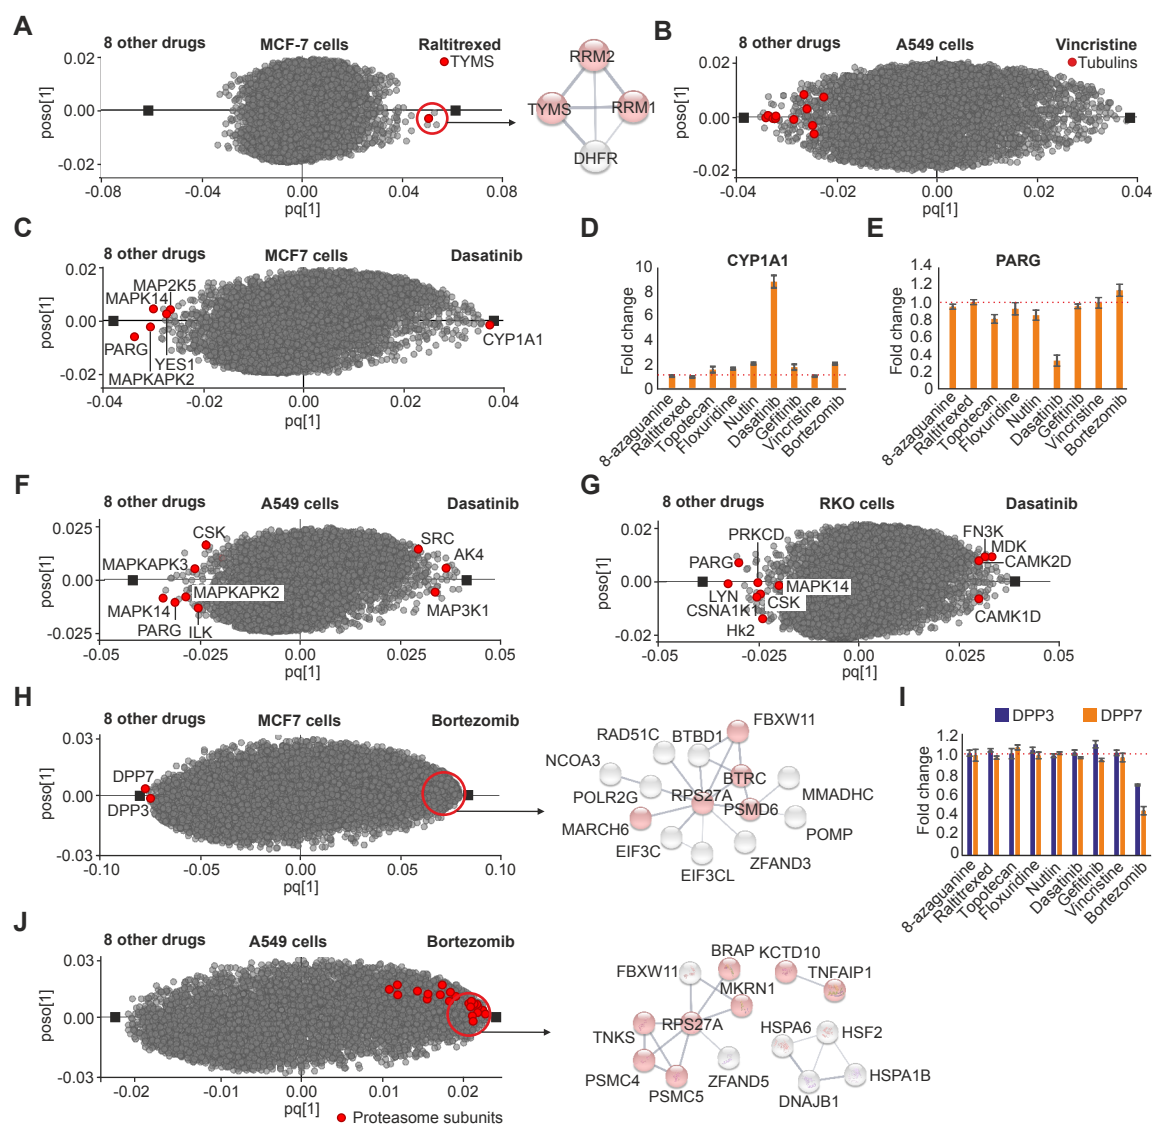 A
8 other drugs
MCF-7 cells
Raltitrexed
TYMS
poso[1]
0.02
0.00
-0.02
-0.08
-0.04
0.00
0.04
0.08
pq[1]
RRM2
TYMS
RRM1
DHFR
B
8 other drugs
A549 cells
Vincristine
Tubulins
poso[1]
0.02
0.00
-0.02
-0.04
-0.02
0.00
0.02
0.04
pq[1]
C
8 other drugs
MCF7 cells
Dasatinib
poso[1]
0.02
0.00
-0.02
MAP2K5
MAPK14
PARG
YES1
MAPKAPK2
CYP1A1
-0.04
-0.02
0.00
0.02
0.04
pq[1]
D
CYP1A1
Fold change
10
8
6
4
2
0
8-azaguanine
Raltitrexed
Topotecan
Floxuridine
Nutlin
Dasatinib
Gefitinib
Vincristine
Bortezomib
E
PARG
Fold change
1.4
1.2
1.0
0.8
0.6
0.4
0.2
0
8-azaguanine
Raltitrexed
Topotecan
Floxuridine
Nutlin
Dasatinib
Gefitinib
Vincristine
Bortezomib
F
8 other drugs
A549 cells
Dasatinib
poso[1]
0.025
0.00
-0.025
CSK
MAPKAPK3
MAPKAPK2
MAPK14
PARG
ILK
SRC
AK4
MAP3K1
-0.05
-0.025
0.00
0.025
0.05
pq[1]
G
8 other drugs
RKO cells
Dasatinib
poso[1]
0.02
0.00
-0.02
PRKCD
PARG
LYN
MAPK14
CSK
CSNA1K1
Hk2
FN3K
MDK
CAMK2D
CAMK1D
-0.05
-0.025
0.00
0.025
0.05
pq[1]
H
8 other drugs
MCF7 cells
Bortezomib
poso[1]
0.03
0.00
-0.03
DPP7
DPP3
-0.10
-0.05
0.00
0.05
0.10
pq[1]
FBXW11
RAD51C
BTBD1
NCOA3
BTRC
POLR2G
RPS27A
PSMD6
MMADHC
MARCH6
POMP
EIF3C
ZFAND3
EIF3CL
I
DPP3
DPP7
Fold change
1.2
1.0
0.8
0.6
0.4
0.2
0
8-azaguanine
Raltitrexed
Topotecan
Floxuridine
Nutlin
Dasatinib
Gefitinib
Vincristine
Bortezomib
J
8 other drugs
A549 cells
Bortezomib
poso[1]
0.03
0.00
-0.03
-0.02
-0.01
0.00
0.01
0.02
pq[1]
Proteasome subunits
BRAP
KCTD10
FBXW11
TNFAIP1
MKRN1
RPS27A
TNKS
HSPA6
HSF2
PSMC4
ZFAND5
HSPA1B
PSMC5
DNAJB1